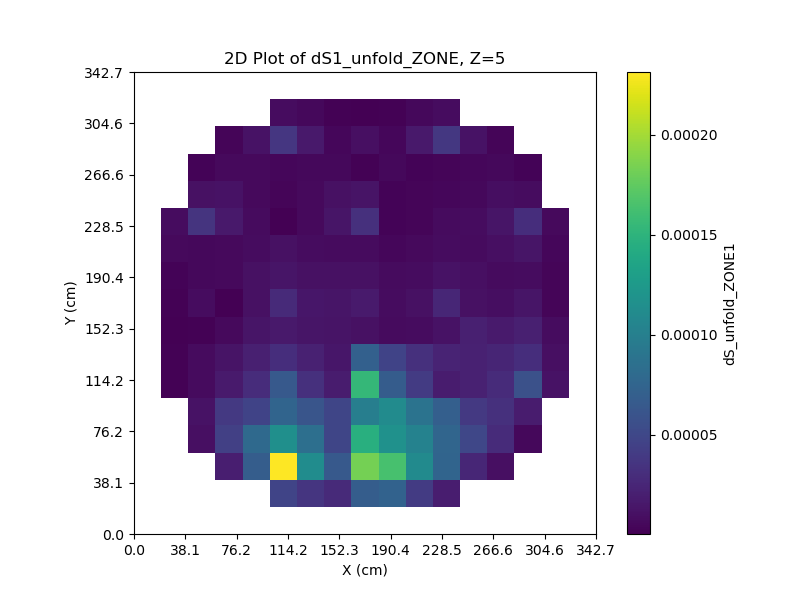 2D Plot of dS1_unfold_ZONE, Z=5
342.7
304.6
266.6
228.5
190.4
152.3
114.2
76.2
38.1
0.0
Y (cm)
0.0 38.1 76.2 114.2 152.3 190.4 228.5 266.6 304.6 342.7
X (cm)
0.00020
0.00015
0.00010
0.00005
dS_unfold_ZONE1